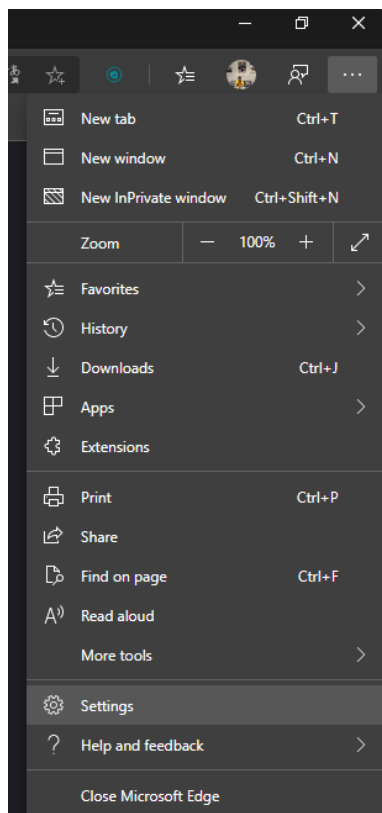 あ
New tab Ctrl+T
New window Ctrl+N
New InPrivate window Ctrl+Shift+N
Zoom 100%
Favorites
History
Downloads Ctrl+J
Apps
Extensions
Print Ctrl+P
Share
Find on page Ctrl+F
A Read aloud
More tools
Settings
? Help and feedback
Close Microsoft Edge